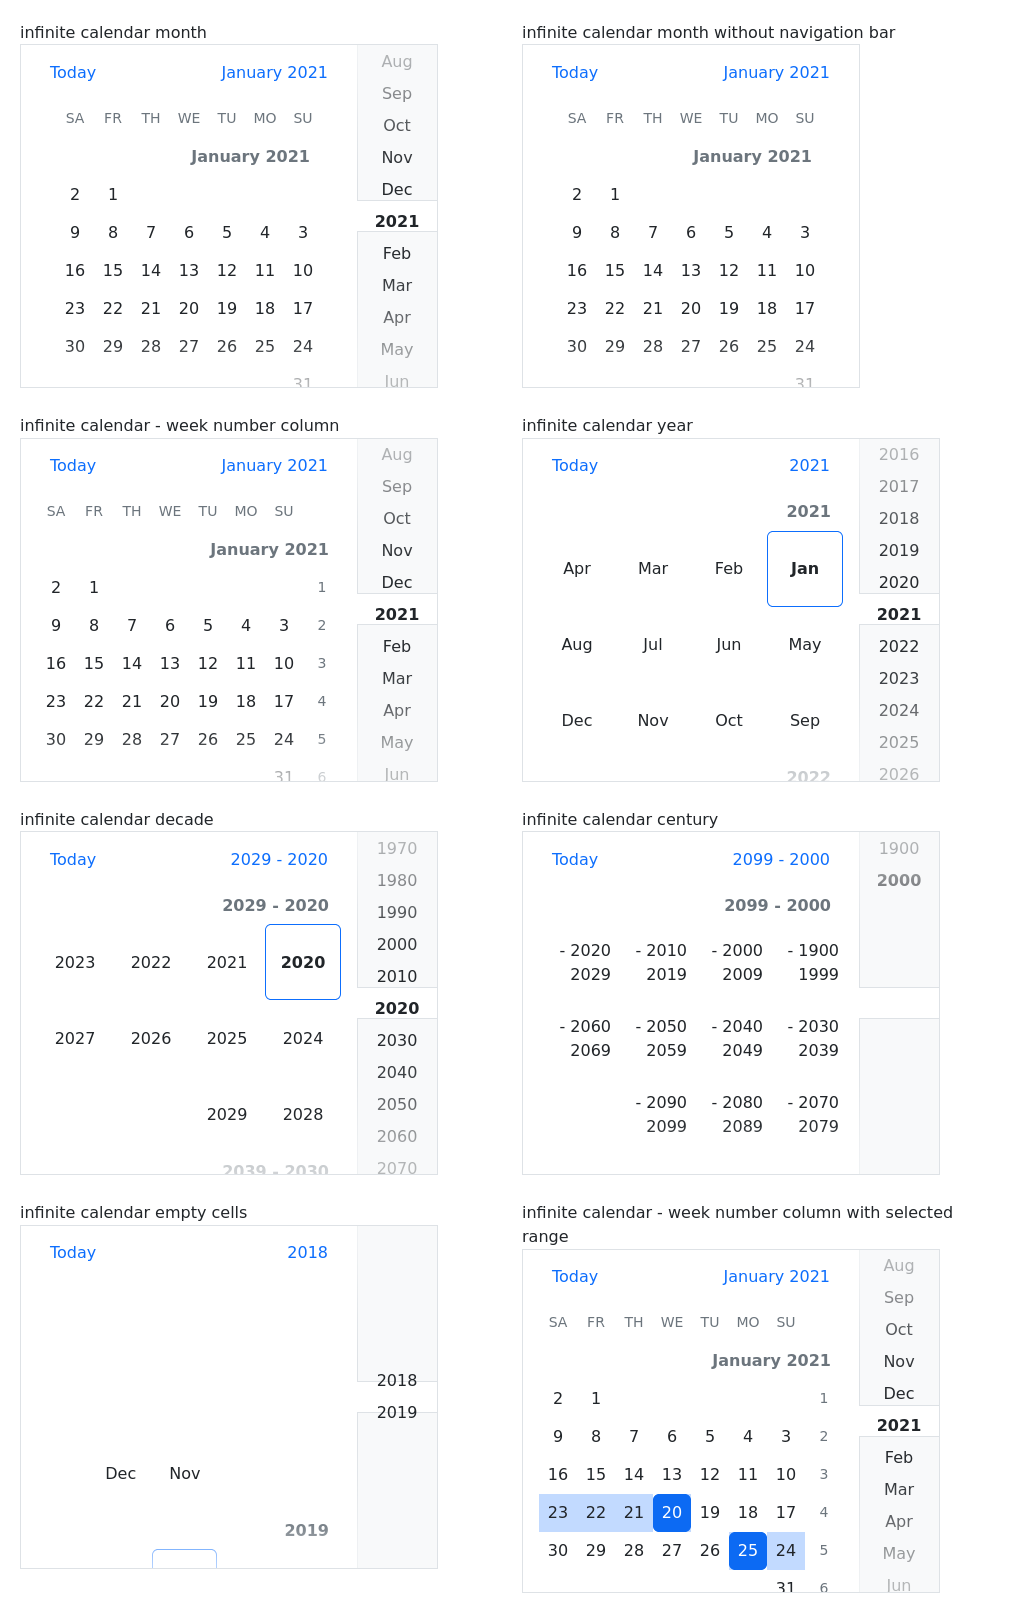 infinite calendar month
Today January 2021
SA FR TH WE TU MO SU
January 2021
2 1
9 8 7 6 5 4 3
16 15 14 13 12 11 10
23 22 21 20 19 18 17
30 29 28 27 26 25 24
31
Aug
Sep
Oct
Nov
Dec
2021
Feb
Mar
Apr
May
Jun
infinite calendar month without navigation bar
Today January 2021
SA FR TH WE TU MO SU
January 2021
2 1
9 8 7 6 5 4 3
16 15 14 13 12 11 10
23 22 21 20 19 18 17
30 29 28 27 26 25 24
31
infinite calendar - week number column
Today January 2021
SA FR TH WE TU MO SU
January 2021
2 1 1
9 8 7 6 5 4 3 2
16 15 14 13 12 11 10 3
23 22 21 20 19 18 17 4
30 29 28 27 26 25 24 5
31 6
Aug
Sep
Oct
Nov
Dec
2021
Feb
Mar
Apr
May
Jun
infinite calendar year
Today 2021
2021
Apr Mar Feb Jan
Aug Jul Jun May
Dec Nov Oct Sep
2022
2016
2017
2018
2019
2020
2021
2022
2023
2024
2025
2026
infinite calendar decade
Today 2029 - 2020
2029 - 2020
2023 2022 2021 2020
2027 2026 2025 2024
2029 2028
2039 - 2030
1970
1980
1990
2000
2010
2020
2030
2040
2050
2060
2070
infinite calendar century
Today 2099 - 2000
2099 - 2000
- 2020 - 2010 - 2000 - 1900
2029 2019 2009 1999
- 2060 - 2050 - 2040 - 2030
2069 2059 2049 2039
- 2090 - 2080 - 2070
2099 2089 2079
1900
2000
infinite calendar empty cells
Today 2018
Dec Nov
2019
2018
2019
infinite calendar - week number column with selected
range
Today January 2021
SA FR TH WE TU MO SU
January 2021
2 1 1
9 8 7 6 5 4 3 2
16 15 14 13 12 11 10 3
23 22 21 20 19 18 17 4
30 29 28 27 26 25 24 5
31 6
Aug
Sep
Oct
Nov
Dec
2021
Feb
Mar
Apr
May
Jun